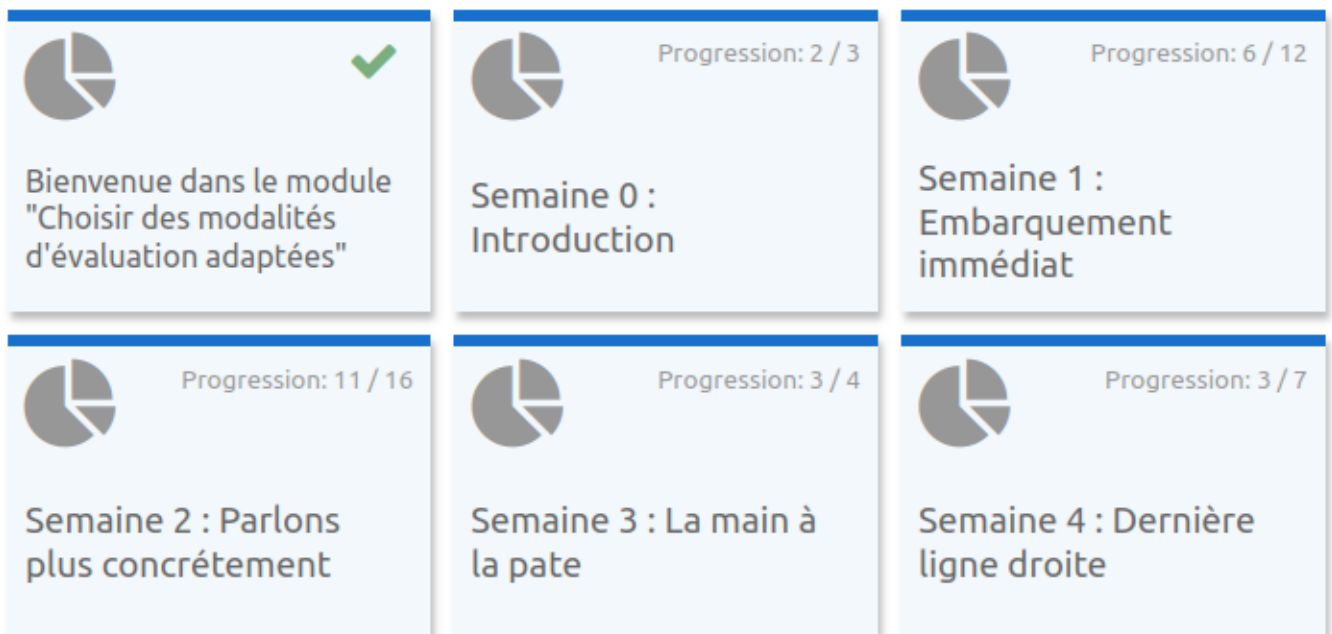 Bienvenue dans le module
"Choisir des modalités
d'évaluation adaptées"
Progression: 2 / 3
Semaine 0 :
Introduction
Progression: 6 / 12
Semaine 1 :
Embarquement
immédiat
Progression: 11 / 16
Semaine 2 : Parlons
plus concrétement
Progression: 3 / 4
Semaine 3 : La main à
la pate
Progression: 3 / 7
Semaine 4 : Dernière
ligne droite